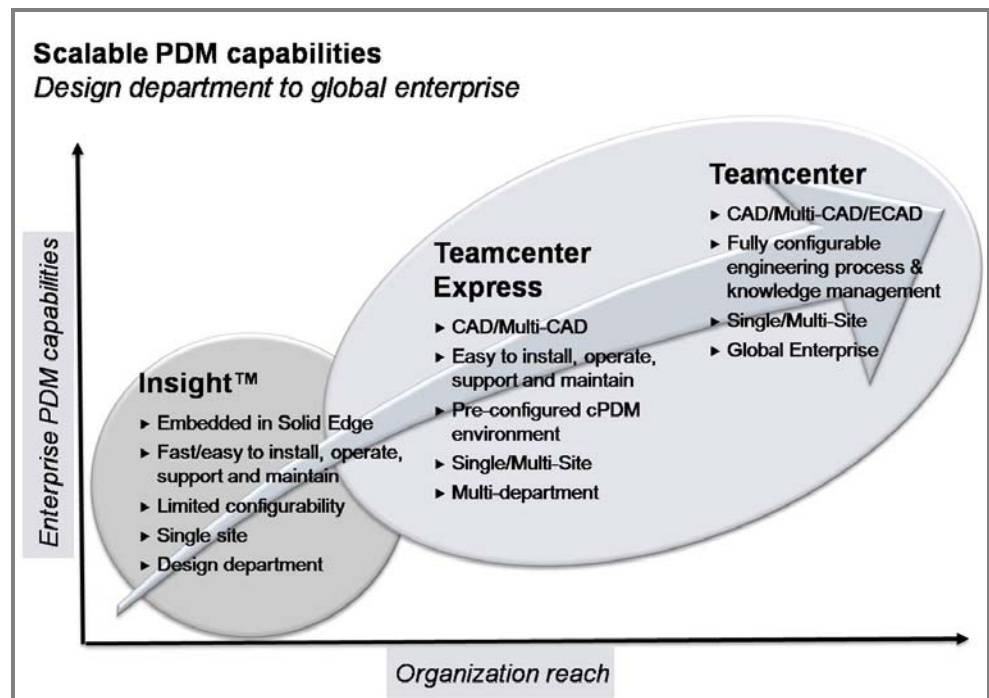 Scalable PDM capabilities
Design department to global enterprise
Enterprise PDM capabilities
Insight™
▸ Embedded in Solid Edge
▸ Fast/easy to install, operate,
support and maintain
▸ Limited configurability
▸ Single site
▸ Design department
Teamcenter
Express
▸ CAD/Multi-CAD
▸ Easy to install, operate,
support and maintain
▸ Pre-configured cPDM
environment
▸ Single/Multi-Site
▸ Multi-department
Teamcenter
▸ CAD/Multi-CAD/ECAD
▸ Fully configurable
engineering process &
knowledge management
▸ Single/Multi-Site
▸ Global Enterprise
Organization reach